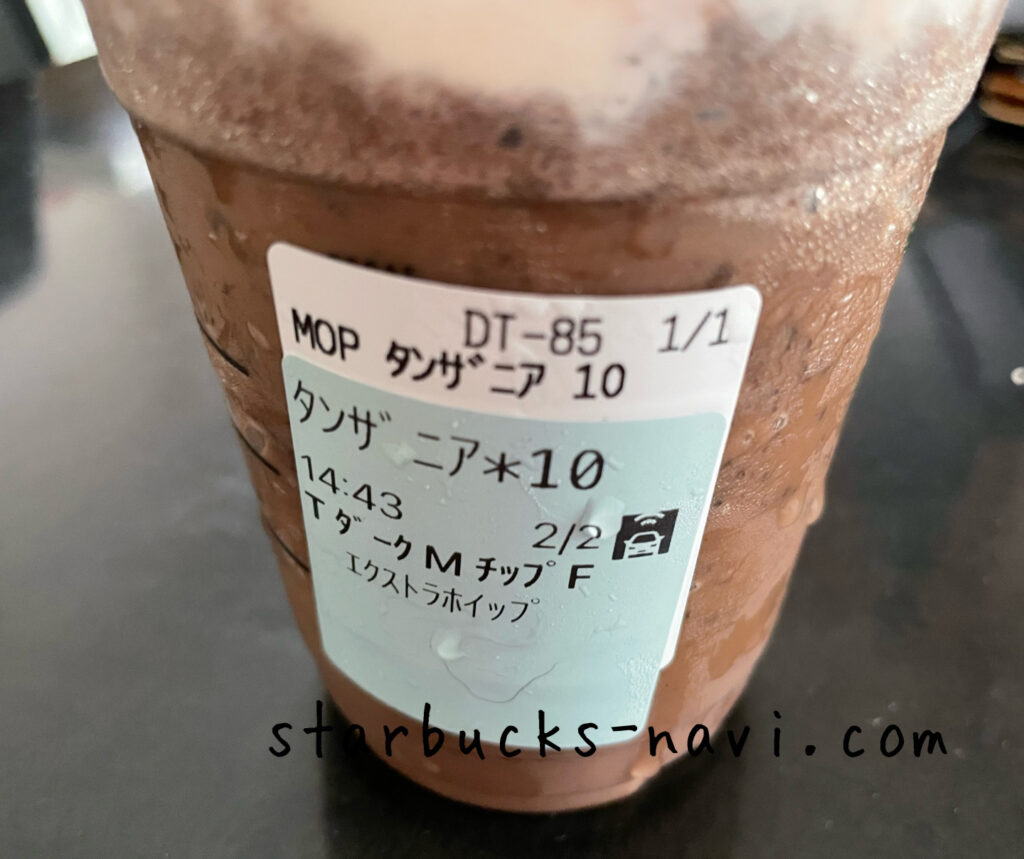 DT-85 1/1
MOP タンザニア 10
タンザニア*10
14:43
2/2
T ダーク M チップ F
エクストラホイップ
starbucks-navi.com